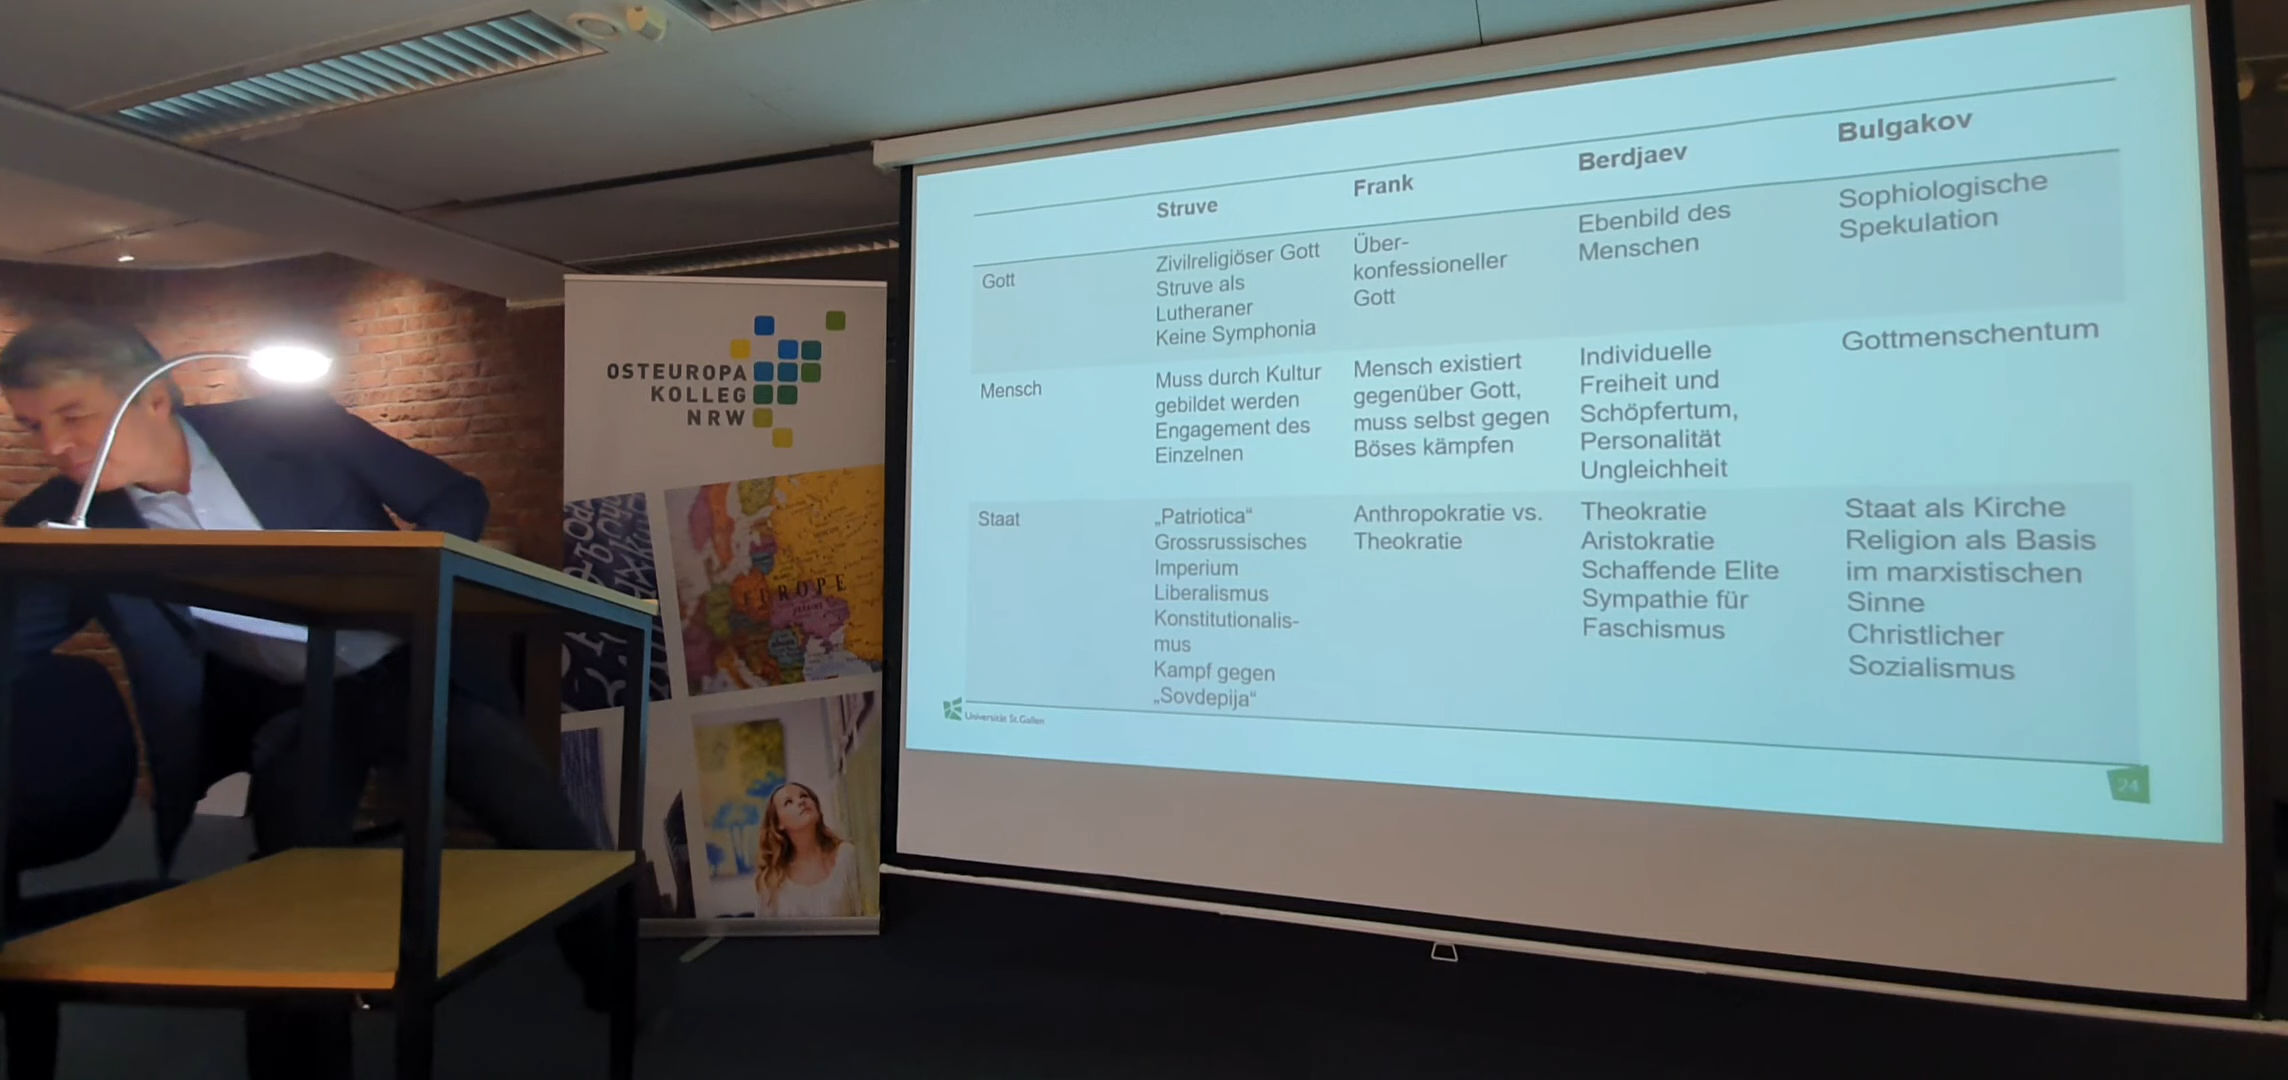 OSTEUROPA
KOLLEG
NRW
EUROPE
Struve
Frank
Berdjaev
Bulgakov
Gott
Zivilreligiöser Gott
Struve als
Lutheraner
Keine Symphonia
Über-
konfessioneller
Gott
Ebenbild des
Menschen
Sophiologische
Spekulation
Mensch
Muss durch Kultur
gebildet werden
Engagement des
Einzelnen
Mensch existiert
gegenüber Gott,
muss selbst gegen
Böses kämpfen
Individuelle
Freiheit und
Schöpfertum,
Personalität
Ungleichheit
Gottmenschentum
Staat
„Patriotica“
Grossrussisches
Imperium
Liberalismus
Konstitutionalis-
mus
Kampf gegen
„Sovdepija“
Anthropokratie vs.
Theokratie
Theokratie
Aristokratie
Schaffende Elite
Sympathie für
Faschismus
Staat als Kirche
Religion als Basis
im marxistischen
Sinne
Christlicher
Sozialismus
Universität St.Gallen
24